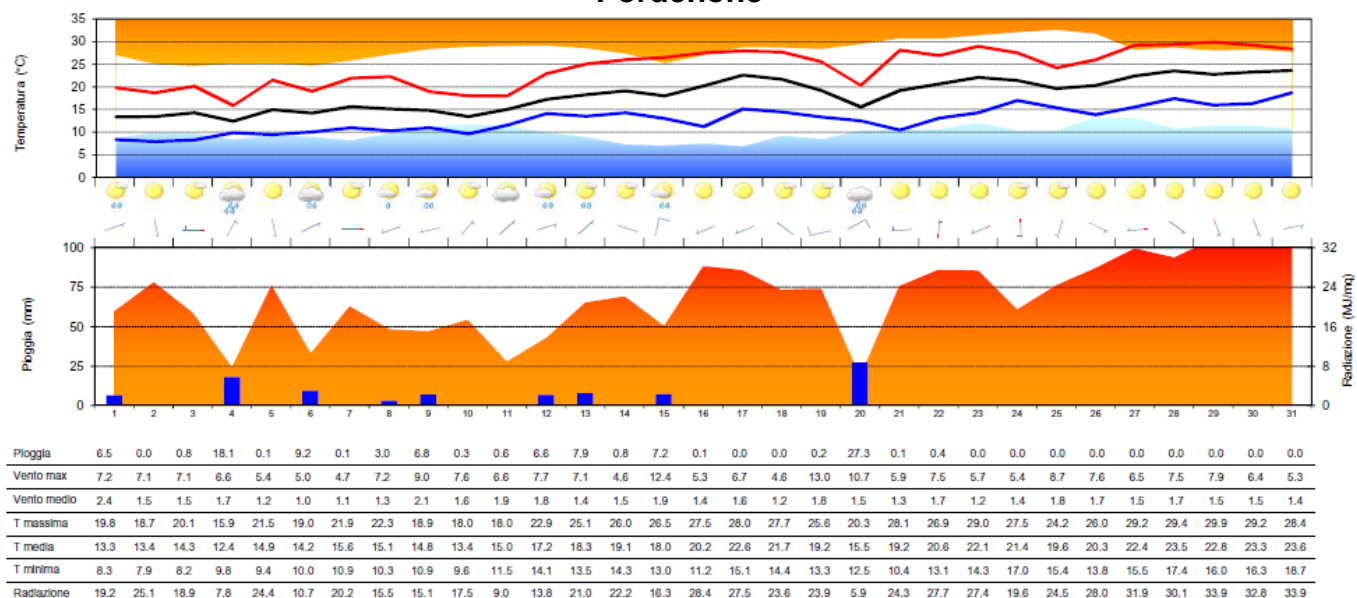 Pordenone
Temperatura (°C)
35
30
25
20
15
10
5
0
Pioggia (mm)
100
75
50
25
0
Radiazione (MJ/mq)
32
24
16
8
0
1 2 3 4 5 6 7 8 9 10 11 12 13 14 15 16 17 18 19 20 21 22 23 24 25 26 27 28 29 30 31
Pioggia 6.5 0.0 0.8 18.1 0.1 9.2 0.1 3.0 6.8 0.3 0.6 6.6 7.9 0.8 7.2 0.1 0.0 0.0 0.2 27.3 0.1 0.4 0.0 0.0 0.0 0.0 0.0 0.0 0.0 0.0 0.0
Vento max 7.2 7.1 7.1 6.6 5.4 5.0 4.7 7.2 9.0 7.6 6.6 7.7 7.1 4.6 12.4 5.3 6.7 4.6 13.0 10.7 5.9 7.5 5.7 5.4 8.7 7.6 6.5 7.5 7.9 6.4 5.3
Vento medio 2.4 1.5 1.5 1.7 1.2 1.0 1.1 1.3 2.1 1.6 1.9 1.8 1.4 1.5 1.9 1.4 1.6 1.2 1.8 1.5 1.3 1.7 1.2 1.4 1.8 1.7 1.5 1.7 1.5 1.5 1.4
T massima 19.8 18.7 20.1 15.9 21.5 19.0 21.9 22.3 18.9 18.0 18.0 22.9 25.1 26.0 26.5 27.5 28.0 27.7 25.6 20.3 28.1 26.9 29.0 27.5 24.2 26.0 29.2 29.4 29.9 29.2 28.4
T media 13.3 13.4 14.3 12.4 14.9 14.2 15.6 15.1 14.8 13.4 15.0 17.2 18.3 19.1 18.0 20.2 22.6 21.7 19.2 15.5 19.2 20.6 22.1 21.4 19.6 20.3 22.4 23.5 22.8 23.3 23.6
T minima 8.3 7.9 8.2 9.8 9.4 10.0 10.9 10.3 10.9 9.6 11.5 14.1 13.5 14.3 13.0 11.2 15.1 14.4 13.3 12.5 10.4 13.1 14.3 17.0 15.4 13.8 15.5 17.4 16.0 16.3 18.7
Radiazione 19.2 25.1 18.9 7.8 24.4 10.7 20.2 15.5 15.1 17.5 9.0 13.8 21.0 22.2 16.3 28.4 27.5 23.6 23.9 5.9 24.3 27.7 27.4 19.6 24.5 28.0 31.9 30.1 33.9 32.8 33.9